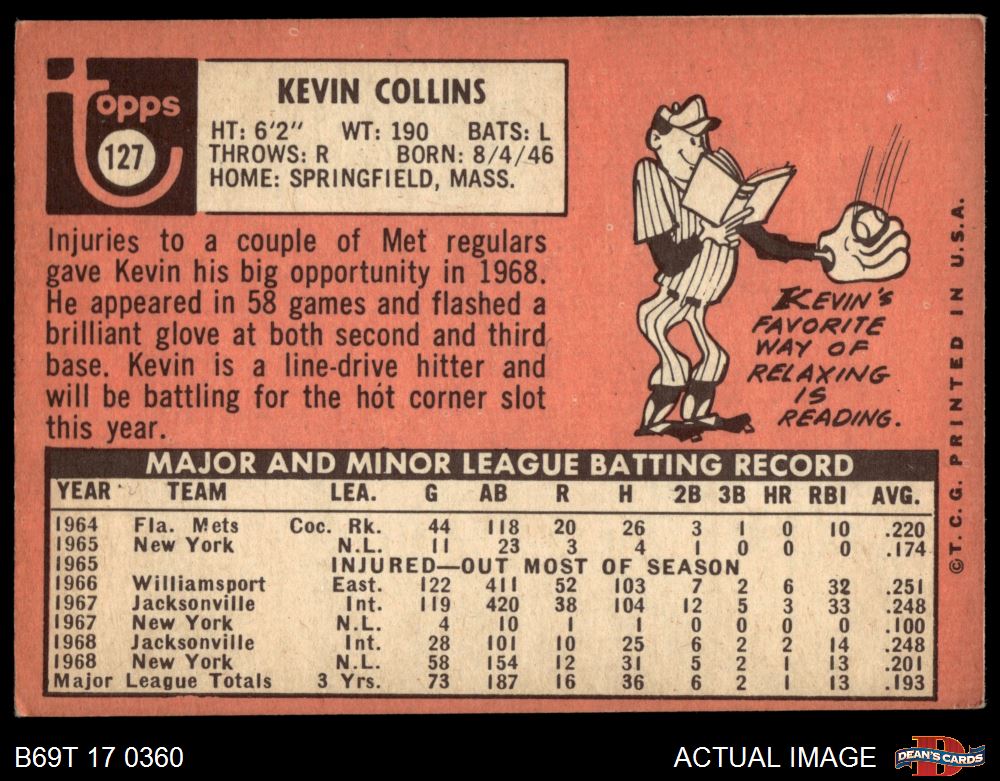 Topps
127
KEVIN COLLINS
HT: 6'2" WT: 190 BATS: L
THROWS: R BORN: 8/4/46
HOME: SPRINGFIELD, MASS.
Injuries to a couple of Met regulars
gave Kevin his big opportunity in 1968.
He appeared in 58 games and flashed a
brilliant glove at both second and third
base. Kevin is a line-drive hitter and
will be battling for the hot corner slot
this year.
KEVIN'S
FAVORITE
WAY OF
RELAXING
IS
READING.
©T. C. G. PRINTED IN U.S.A.
MAJOR AND MINOR LEAGUE BATTING RECORD
YEAR TEAM LEA. G AB R H 2B 3B HR RBI AVG.
1964 Fla. Mets Coc. Rk. 44 118 20 26 3 1 0 10 .220
1965 New York N.L. 11 23 3 4 1 0 0 0 .174
1965 INJURED—OUT MOST OF SEASON
1966 Williamsport East. 122 411 52 103 7 2 6 32 .251
1967 Jacksonville Int. 119 420 38 104 12 5 3 33 .248
1967 New York N.L. 4 10 1 1 0 0 0 0 .100
1968 Jacksonville Int. 28 101 10 25 6 2 2 14 .248
1968 New York N.L. 58 154 12 31 5 2 1 13 .201
Major League Totals 3 Yrs. 73 187 16 36 6 2 1 13 .193
B69T 17 0360
ACTUAL IMAGE
D
DEAN'S CARDS